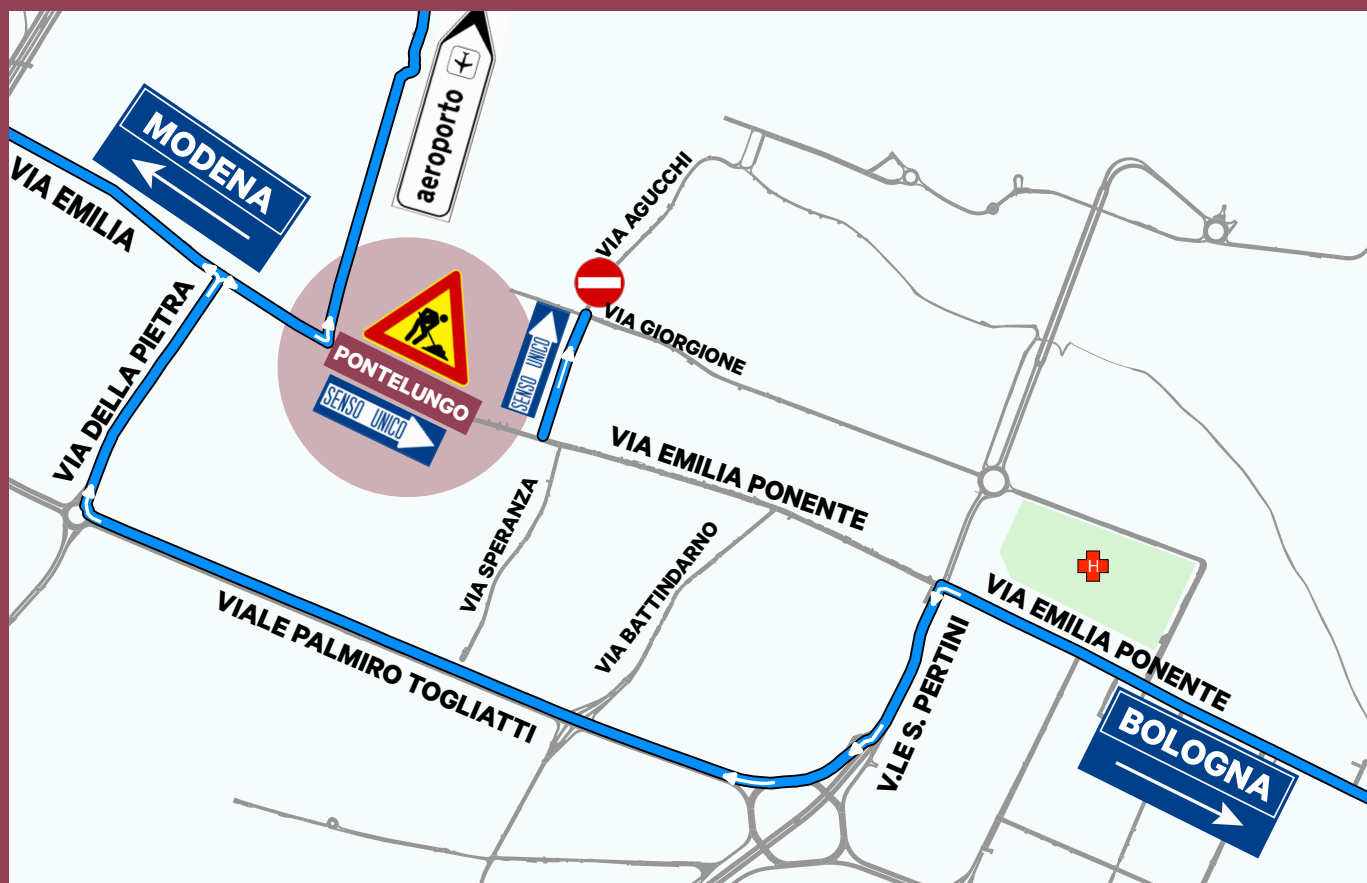 MODENA
VIA EMILIA
aeroporto
VIA AGUCCHI
VIA GIORGIONE
SENSO UNICO
PONTELUNGO
SENSO UNICO
VIA DELLA PIETRA
VIA EMILIA PONENTE
VIA SPERANZA
VIA BATTINDARNO
VIALE PALMIRO TOGLIATTI
H
VIA EMILIA PONENTE
V.LE S. PERTINI
BOLOGNA